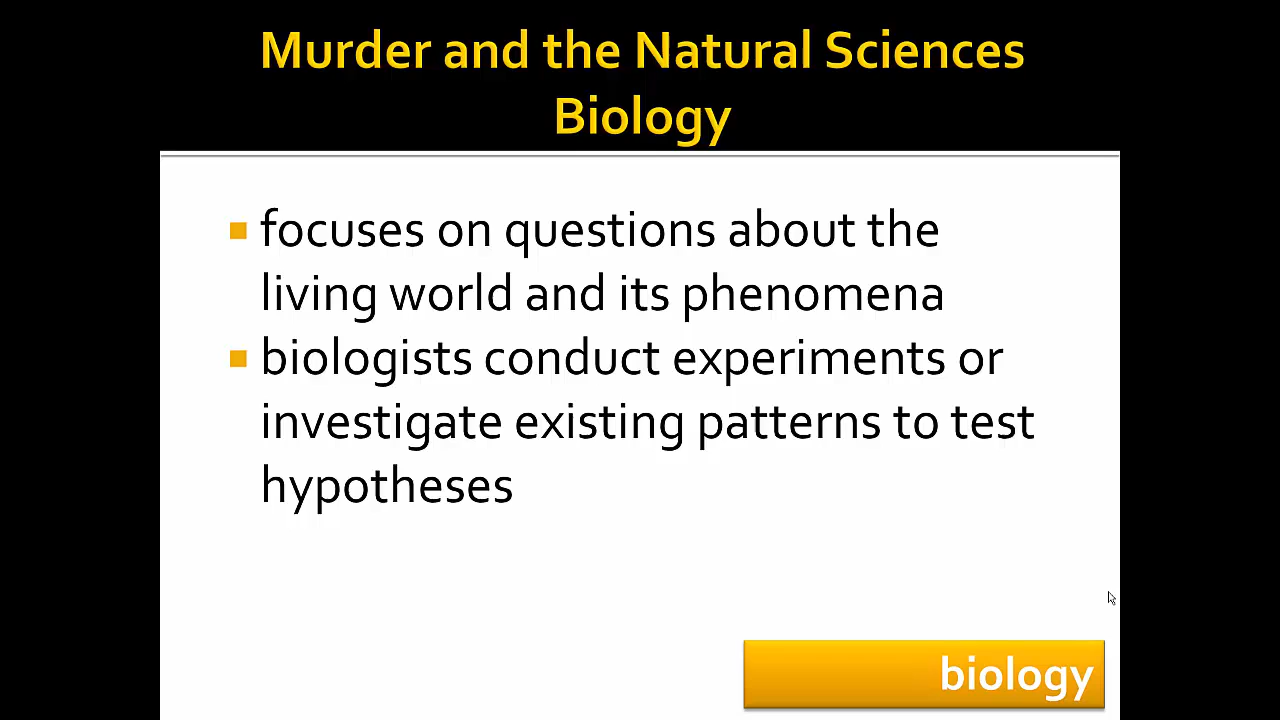 Murder and the Natural Sciences
Biology
focuses on questions about the
living world and its phenomena
biologists conduct experiments or
investigate existing patterns to test
hypotheses
biology